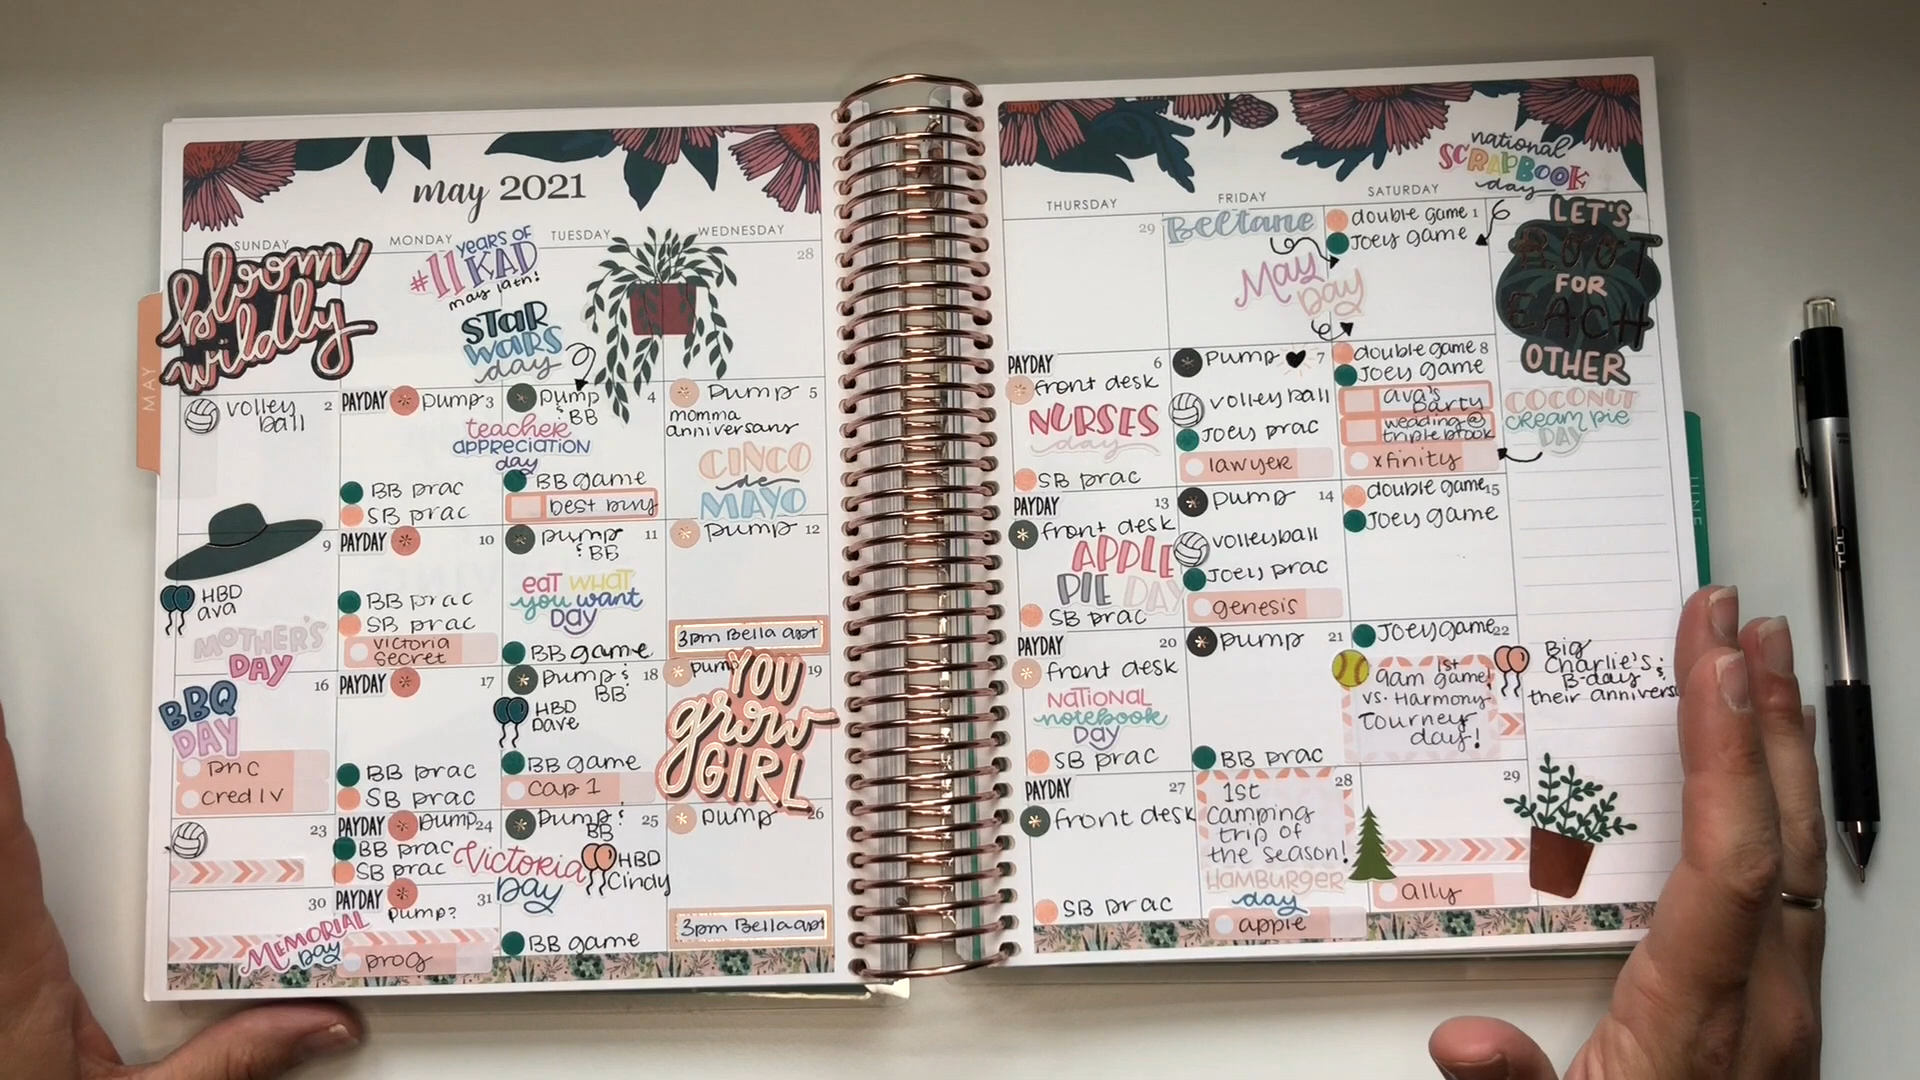 may 2021
SUNDAY
MONDAY
TUESDAY
WEDNESDAY
bloom
wildly
#11 YEARS OF
KAD
may 19th!
STAR
WARS
day
28
2
volley
ball
PAYDAY
pump
3
BB prac
SB prac
4
pump
& BB
teacher
APPRECIATION
day
BB game
best buy
5
pump
momma
anniversary
CINCO
de
MAYO
9
HBD
ava
MOTHER'S
DAY
PAYDAY
10
BB prac
SB prac
victoria
secret
11
pump
& BB
eat what
you want
DAY
BB game
12
pump
3pm Bella apt
16
BBQ
DAY
pnc
cred iv
PAYDAY
17
BB prac
SB prac
18
pump &
BB
HBD
Dave
BB game
cap 1
19
pump
YOU
grow
GIRL
23
PAYDAY
pump
24
BB prac
SB prac
25
pump &
BB
Victoria
Day
HBD
Cindy
BB game
26
pump
3pm Bella apt
30
MEMORIAL
Day
PAYDAY
31
pump?
prog
THURSDAY
FRIDAY
SATURDAY
national
SCRAPBOOK
day
29
Beltane
May
Day
double game 1
Joey game
LET'S
ROOT
FOR
EACH
OTHER
PAYDAY
6
front desk
NURSES
day
SB prac
7
pump
volleyball
Joey prac
lawyer
double game 8
Joey game
ava's
party
wedding @
triple brook
xfinity
COCONUT
cream pie
DAY
PAYDAY
13
front desk
APPLE
PIE DAY
SB prac
14
pump
volleyball
Joey prac
genesis
double game 15
Joey game
PAYDAY
20
front desk
NATIONAL
notebook
DAY
SB prac
21
pump
BB prac
Joey game 22
1st
9am game
vs. Harmony
Tourney
day!
Big
Charlie's
B-day &
their annivers
PAYDAY
27
front desk
SB prac
28
1st
camping
trip of
the season!
HAMBURGER
day
apple
29
ally
MAY
JUNE
TUL